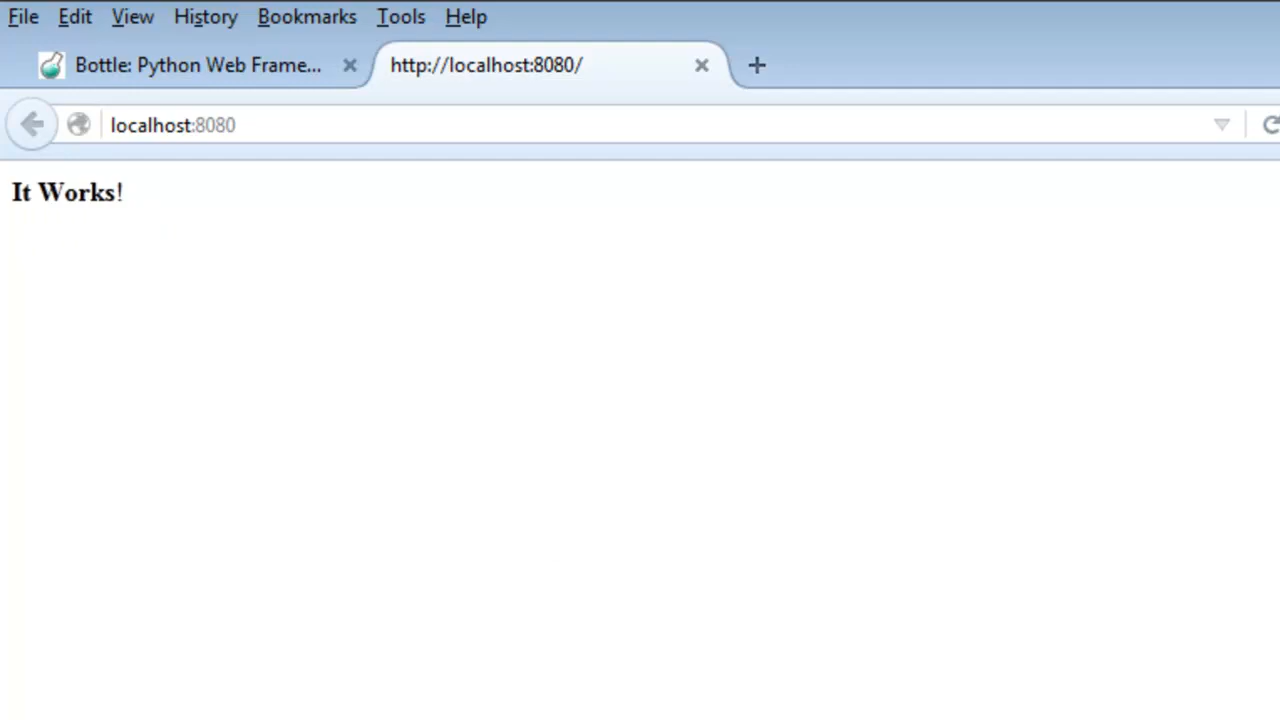 File Edit View History Bookmarks Tools Help
Bottle: Python Web Frame... http://localhost:8080/
localhost:8080
It Works!